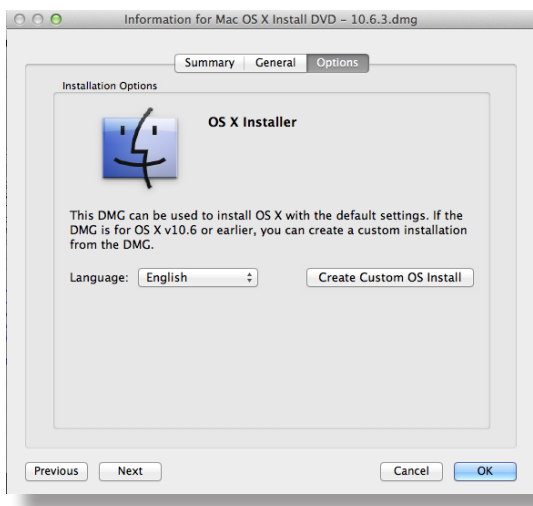 Information for Mac OS X Install DVD – 10.6.3.dmg
Summary General Options
Installation Options
OS X Installer
This DMG can be used to install OS X with the default settings. If the
DMG is for OS X v10.6 or earlier, you can create a custom installation
from the DMG.
Language: English Create Custom OS Install
Previous Next Cancel OK